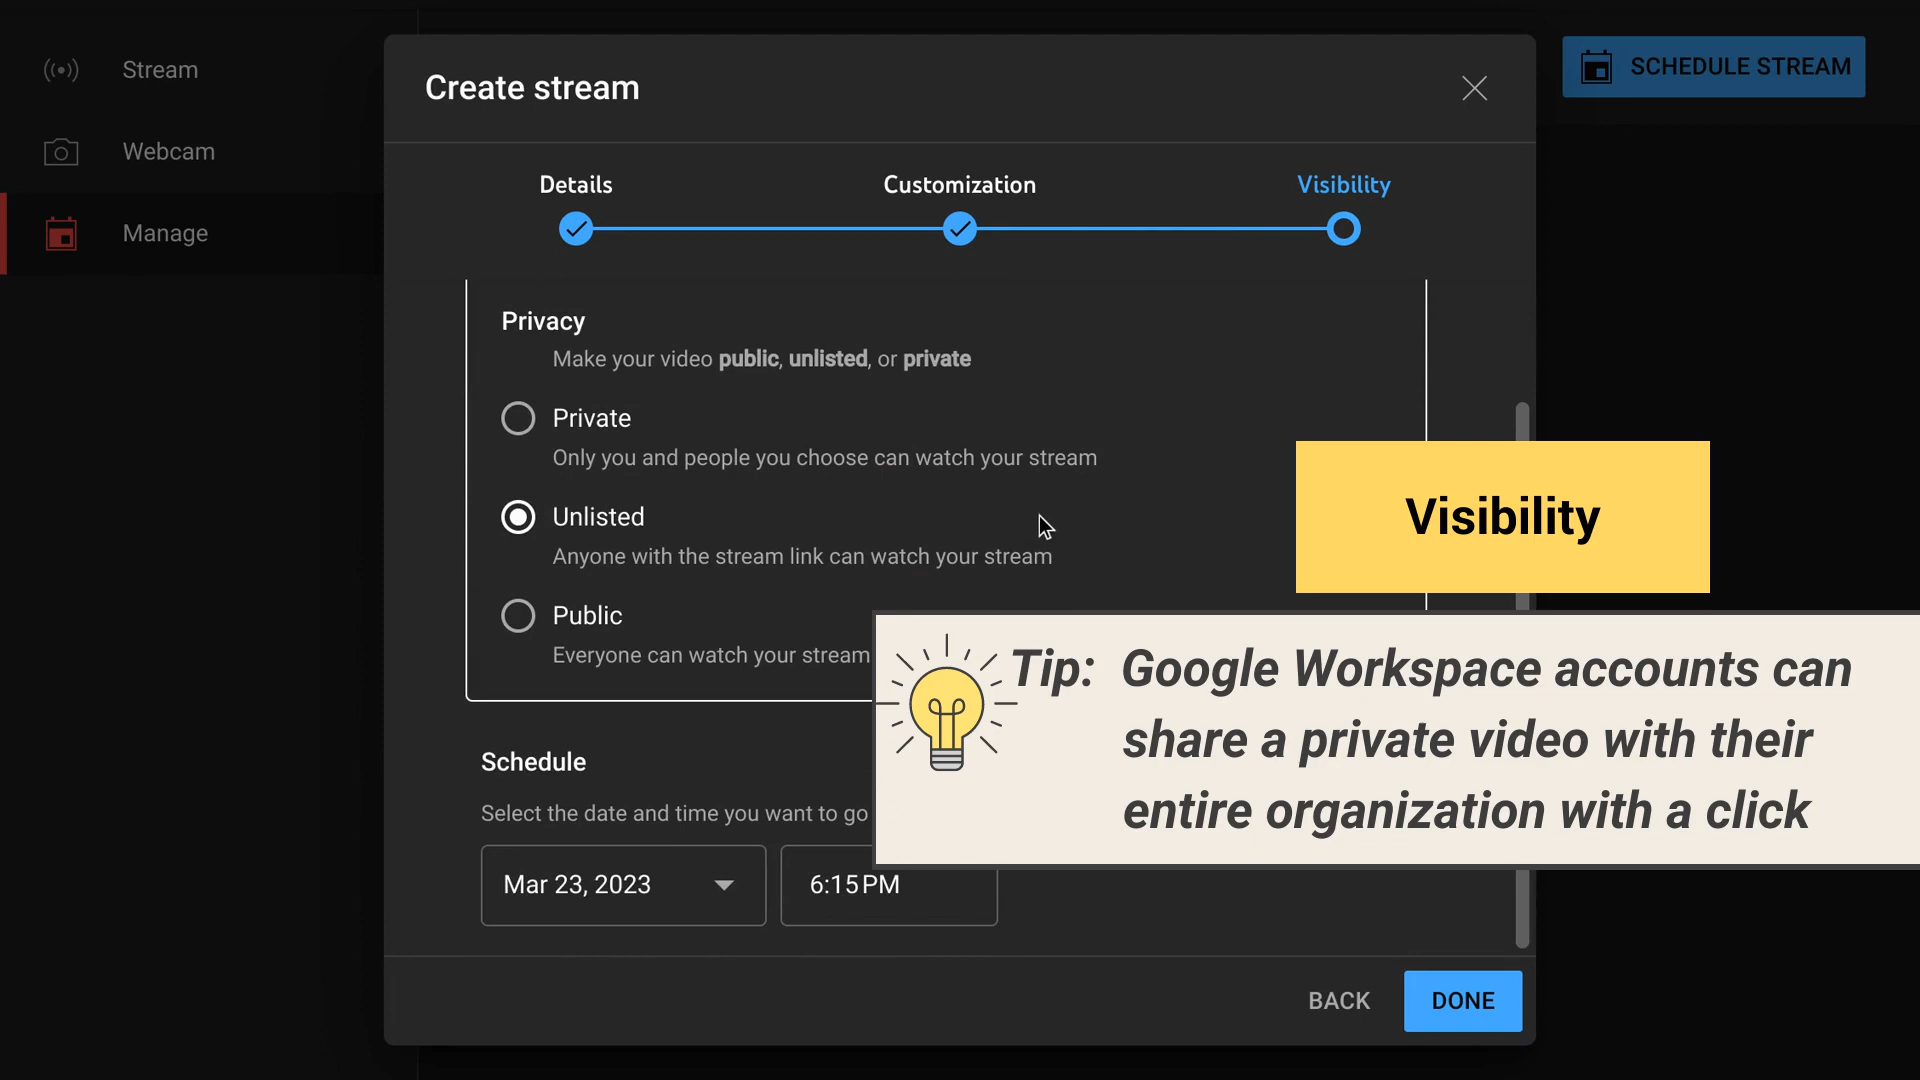 Stream
Webcam
Manage
Create stream
SCHEDULE STREAM
Details
Customization
Visibility
Privacy
Make your video public, unlisted, or private
Private
Only you and people you choose can watch your stream
Unlisted
Anyone with the stream link can watch your stream
Public
Everyone can watch your stream
Visibility
Tip: Google Workspace accounts can
share a private video with their
entire organization with a click
Schedule
Select the date and time you want to go
Mar 23, 2023
6:15 PM
BACK
DONE